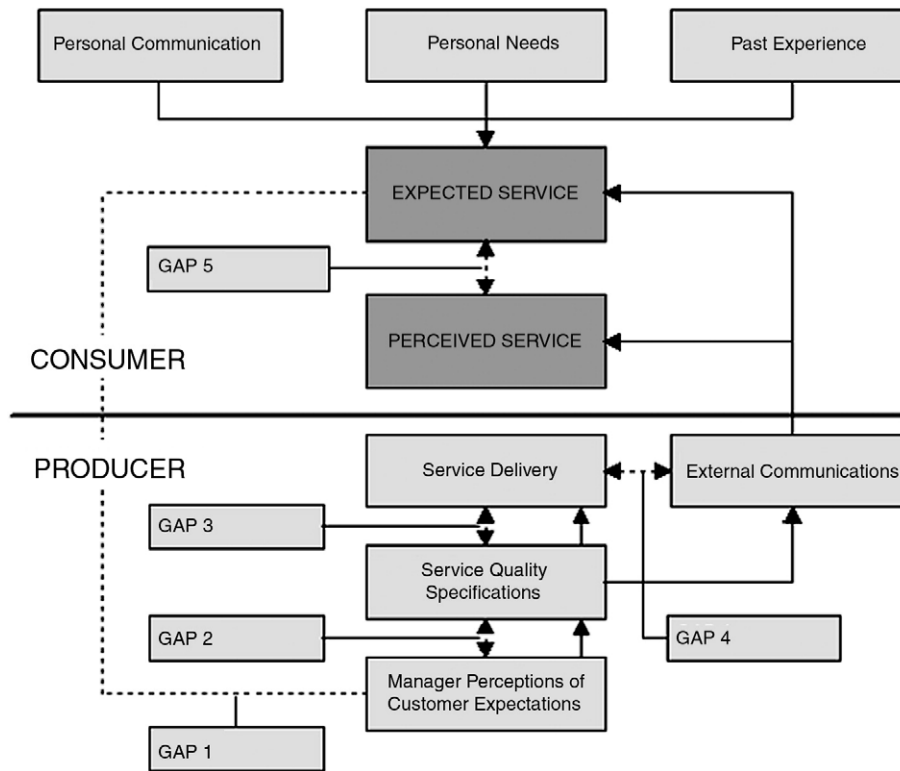 Personal Communication
Personal Needs
Past Experience
EXPECTED SERVICE
GAP 5
PERCEIVED SERVICE
CONSUMER
PRODUCER
Service Delivery
External Communications
GAP 3
Service Quality
Specifications
GAP 2
GAP 4
Manager Perceptions of
Customer Expectations
GAP 1